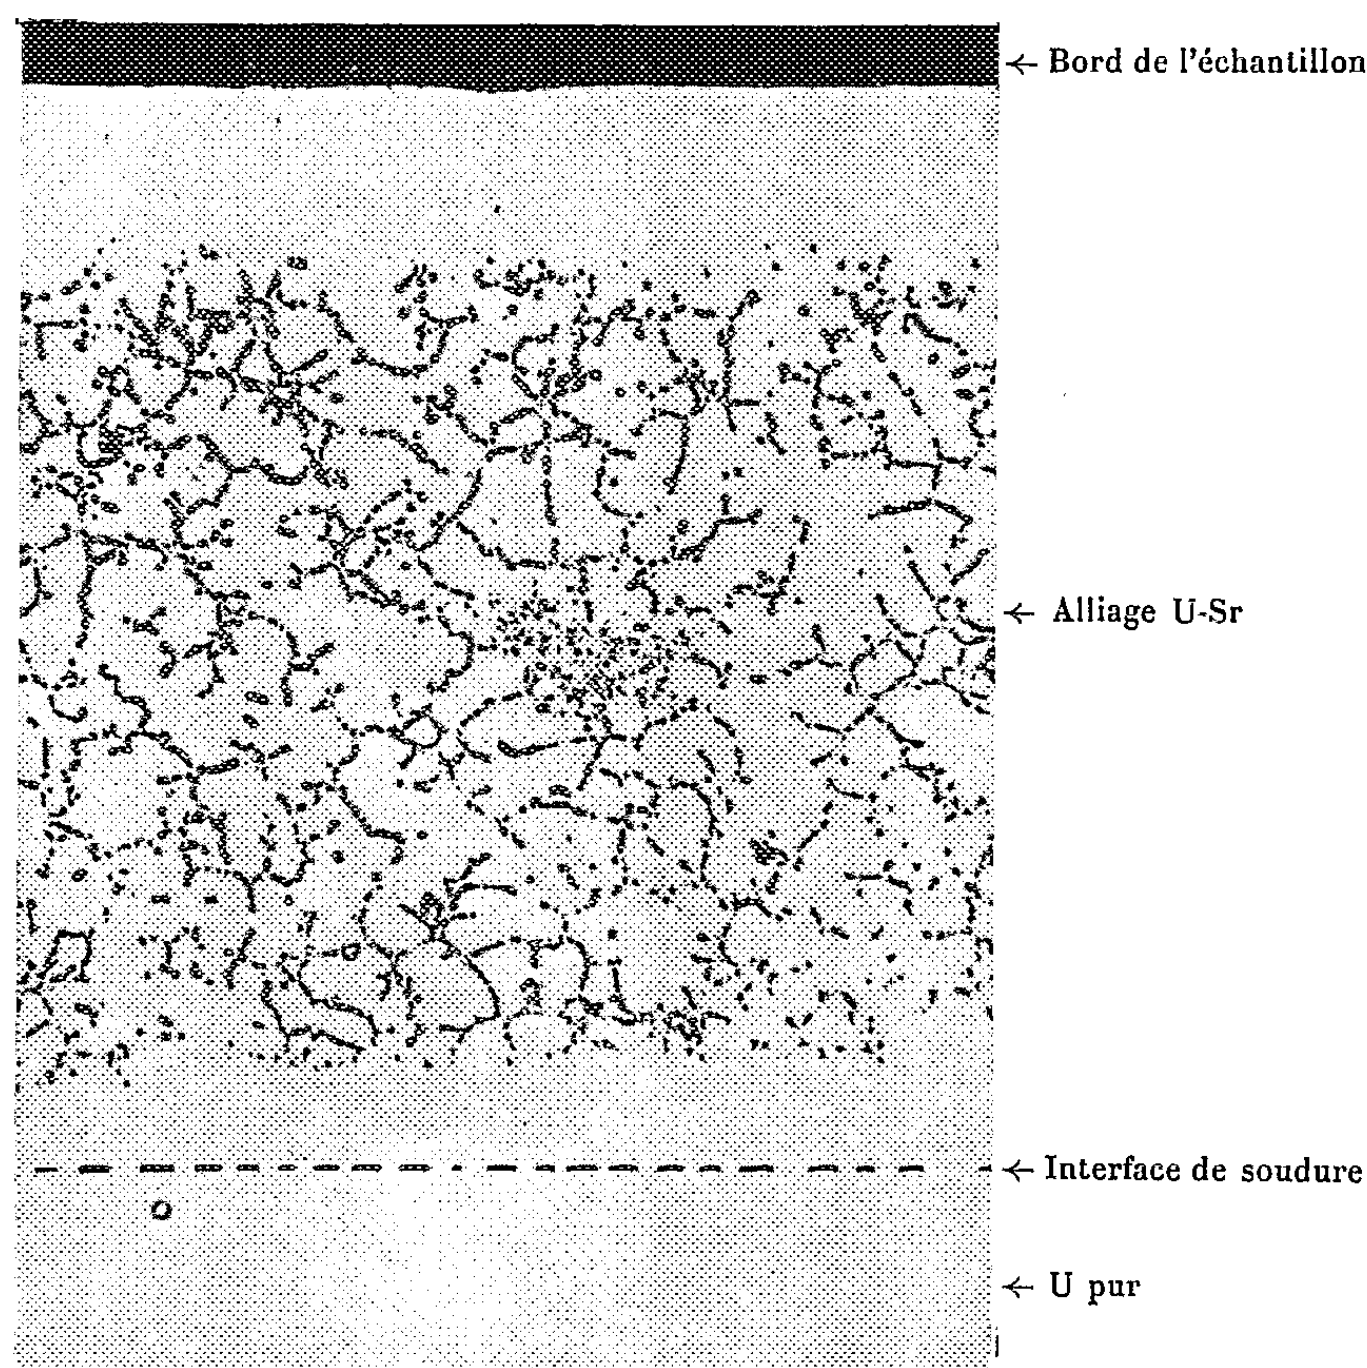 ← Bord de l'échantillon
← Alliage U-Sr
← Interface de soudure
← U pur